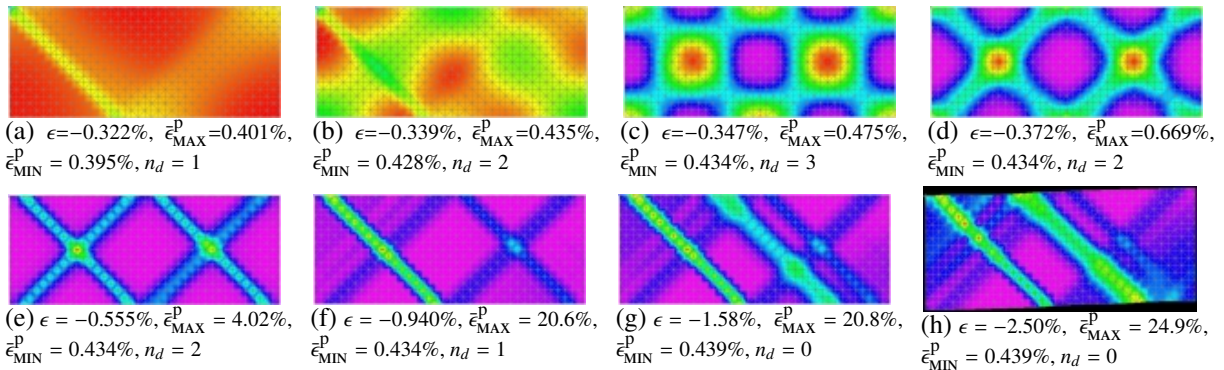 (a) ϵ=−0.322%, ε̄ᵖ_MAX=0.401%,
ε̄ᵖ_MIN = 0.395%, n_d = 1
(b) ϵ=−0.339%, ε̄ᵖ_MAX=0.435%,
ε̄ᵖ_MIN = 0.428%, n_d = 2
(c) ϵ=−0.347%, ε̄ᵖ_MAX=0.475%,
ε̄ᵖ_MIN = 0.434%, n_d = 3
(d) ϵ=−0.372%, ε̄ᵖ_MAX=0.669%,
ε̄ᵖ_MIN = 0.434%, n_d = 2
(e) ϵ = −0.555%, ε̄ᵖ_MAX = 4.02%,
ε̄ᵖ_MIN = 0.434%, n_d = 2
(f) ϵ = −0.940%, ε̄ᵖ_MAX = 20.6%,
ε̄ᵖ_MIN = 0.434%, n_d = 1
(g) ϵ = −1.58%, ε̄ᵖ_MAX = 20.8%,
ε̄ᵖ_MIN = 0.439%, n_d = 0
(h) ϵ = −2.50%, ε̄ᵖ_MAX = 24.9%,
ε̄ᵖ_MIN = 0.439%, n_d = 0